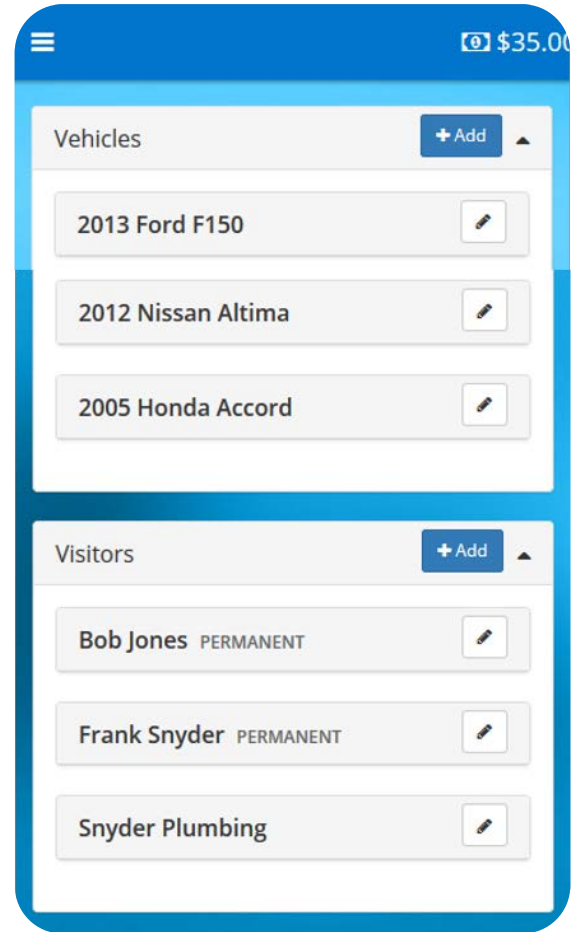 $35.00
Vehicles
Add
2013 Ford F150
2012 Nissan Altima
2005 Honda Accord
Visitors
Add
Bob Jones PERMANENT
Frank Snyder PERMANENT
Snyder Plumbing